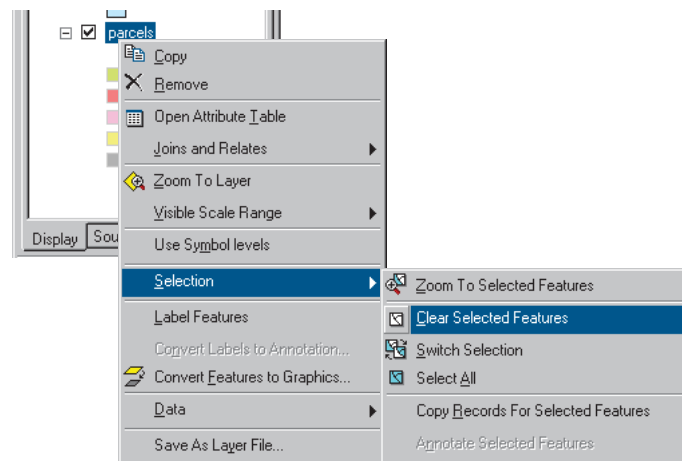 parcels
Copy
Remove
Open Attribute Table
Joins and Relates
Zoom To Layer
Visible Scale Range
Use Symbol levels
Selection
Label Features
Convert Labels to Annotation...
Convert Features to Graphics...
Data
Save As Layer File...
Display
Sou
Zoom To Selected Features
Clear Selected Features
Switch Selection
Select All
Copy Records For Selected Features
Annotate Selected Features